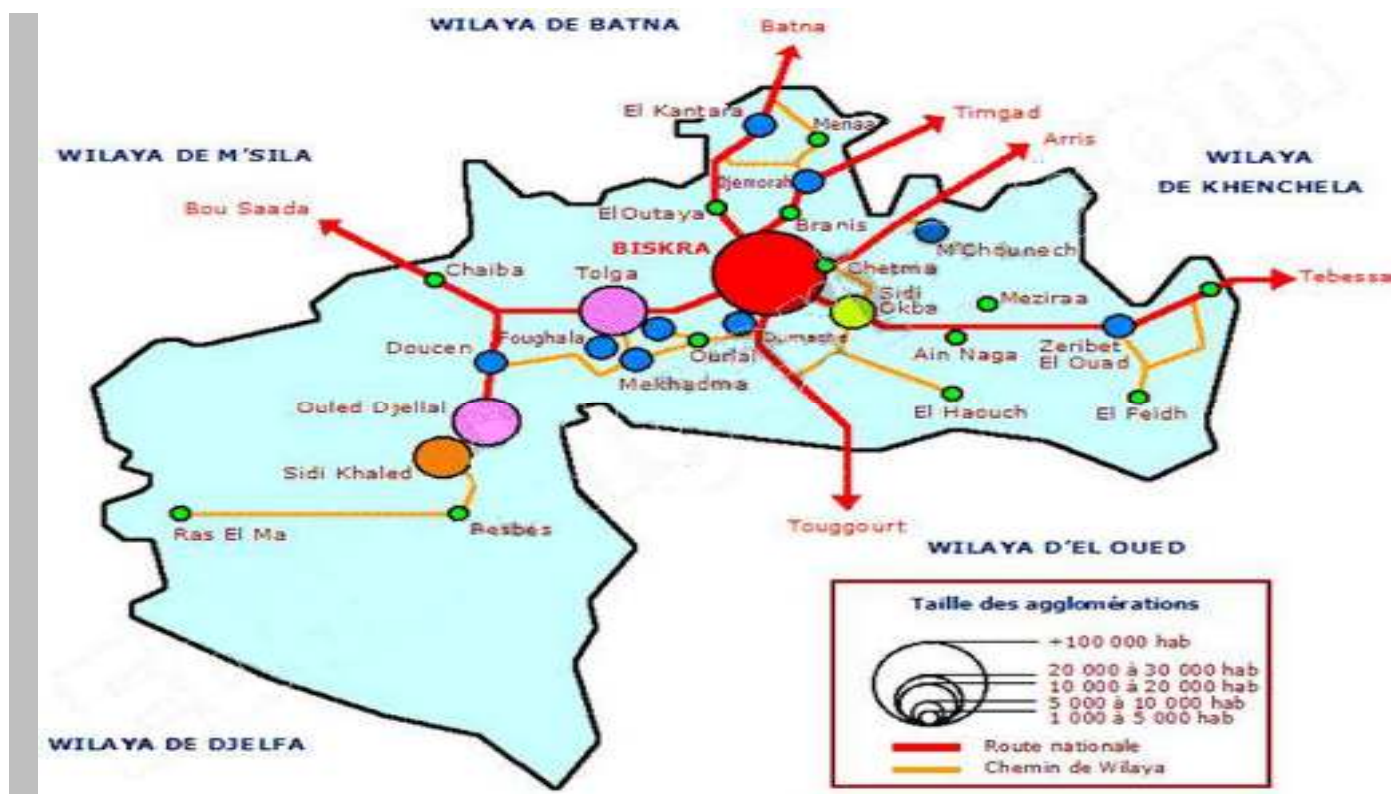 WILAYA DE BATNA
Batna
El Kantara
Menaa
Timgad
Arris
WILAYA DE M'SILA
WILAYA
DE KHENCHELA
Djemorah
Bou Saada
El Outaya
Branis
BISKRA
M'Chounech
Chetma
Chaiba
Tolga
Tebessa
Sidi
Okba
Meziraa
Foughala
Oumache
Doucen
Ourlal
Ain Naga
Zeribet
El Ouad
Mekhadma
Ouled Djellal
El Haouch
El Feidh
Sidi Khaled
Ras El Ma
Besbes
Touggourt
WILAYA D'EL OUED
Taille des agglomérations
+100 000 hab
20 000 à 30 000 hab
10 000 à 20 000 hab
5 000 à 10 000 hab
1 000 à 5 000 hab
WILAYA DE DJELFA
Route nationale
Chemin de Wilaya